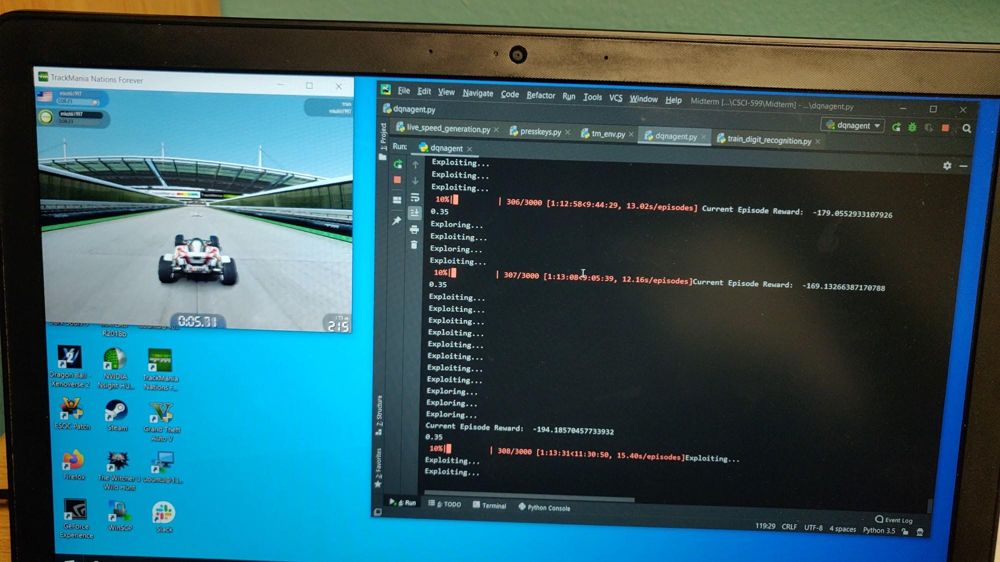 TrackMania Nations Forever
mkohli1997
0:08.23
mkohli1997
0:08.23
train
mkohli1997
TrackMania
TrackMania
USA
173 m
215
R2018b
Dragon Ball - Xenoverse 2
NVIDIA Nsight HU...
TrackMania Nations F...
ESOC Patch
Steam
Grand Theft Auto V
Firefox
The Witcher 3 Wild Hunt
ubuntu@13...
GeForce Experience
WinSCP
Slack
File Edit View Navigate Code Refactor Run Tools VCS Window Help Midterm [...\CSCI-599\Midterm] - ...\dqnagent.py
dqnagent.py
dqnagent
live_speed_generation.py presskeys.py tm_env.py dqnagent.py train_digit_recognition.py
1: Project
Run: dqnagent
Exploiting...
Exploiting...
Exploiting...
10%| | 306/3000 [1:12:58<9:44:29, 13.02s/episodes] Current Episode Reward: -179.0552933107926
0.35
Exploring...
Exploiting...
Exploring...
Exploiting...
10%| | 307/3000 [1:13:08<9:05:39, 12.16s/episodes]Current Episode Reward: -169.13266387170788
0.35
Exploiting...
Exploiting...
Exploiting...
Exploiting...
Exploiting...
Exploiting...
Exploiting...
Exploiting...
Exploring...
Exploring...
Exploring...
Current Episode Reward: -194.18570457733932
0.35
10%| | 308/3000 [1:13:31<11:30:50, 15.40s/episodes]Exploiting...
Exploiting...
Exploiting...
7: Structure
2: Favorites
4: Run 6: TODO Terminal Python Console
Event Log
119:29 CRLF UTF-8 4 spaces Python 3.5